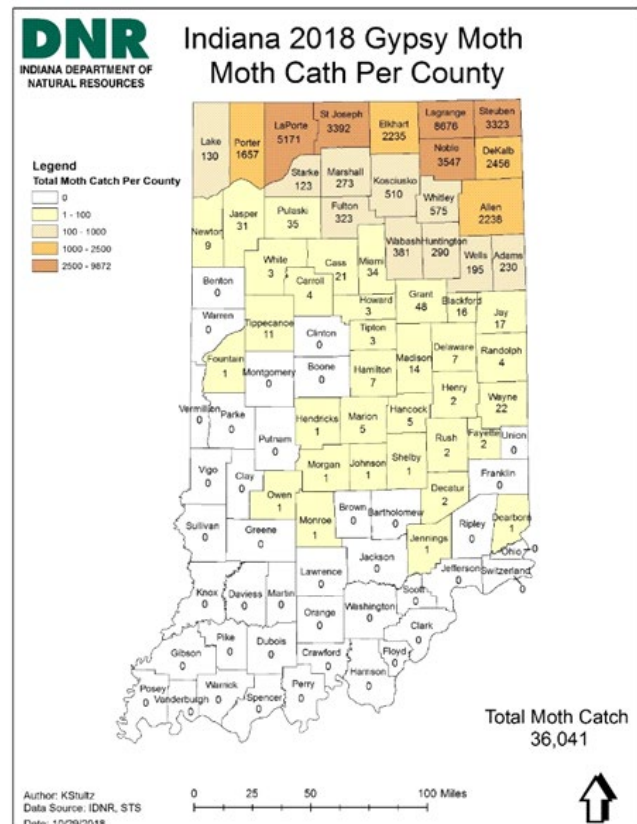 DNR
INDIANA DEPARTMENT OF
NATURAL RESOURCES
Indiana 2018 Gypsy Moth
Moth Cath Per County
Legend
Total Moth Catch Per County
0
1 - 100
100 - 1000
1000 - 2500
2500 - 9872
Lake
130
Porter
1657
LaPorte
5171
St Joseph
3392
Elkhart
2235
Lagrange
8676
Steuben
3323
Noble
3547
DeKalb
2456
Starke
123
Marshall
273
Kosciusko
510
Whitley
575
Allen
2238
Newton
9
Jasper
31
Pulaski
35
Fulton
323
Wabash
381
Huntington
290
Wells
195
Adams
230
White
3
Cass
21
Miami
34
Benton
0
Carroll
4
Howard
3
Grant
48
Blackford
16
Jay
17
Warren
0
Tippecanoe
11
Clinton
0
Tipton
3
Madison
14
Delaware
7
Randolph
4
Fountain
1
Montgomery
0
Boone
0
Hamilton
7
Henry
2
Wayne
22
Vermillion
0
Parke
0
Putnam
0
Hendricks
1
Marion
5
Hancock
5
Rush
2
Fayette
2
Union
0
Vigo
0
Clay
0
Owen
1
Morgan
1
Johnson
1
Shelby
1
Decatur
2
Franklin
0
Sullivan
0
Greene
0
Monroe
1
Brown
0
Bartholomew
0
Jennings
1
Ripley
0
Dearborn
1
Ohio
0
Knox
0
Daviess
0
Martin
0
Lawrence
0
Jackson
0
Jefferson
0
Switzerland
0
Scott
0
Orange
0
Washington
0
Clark
0
Gibson
0
Pike
0
Dubois
0
Crawford
0
Floyd
0
Harrison
0
Posey
0
Vanderburgh
0
Warrick
0
Spencer
0
Perry
0
Total Moth Catch
36,041
Author: KStultz
Data Source: IDNR, STS
Date: 10/29/2018
0 25 50 100 Miles